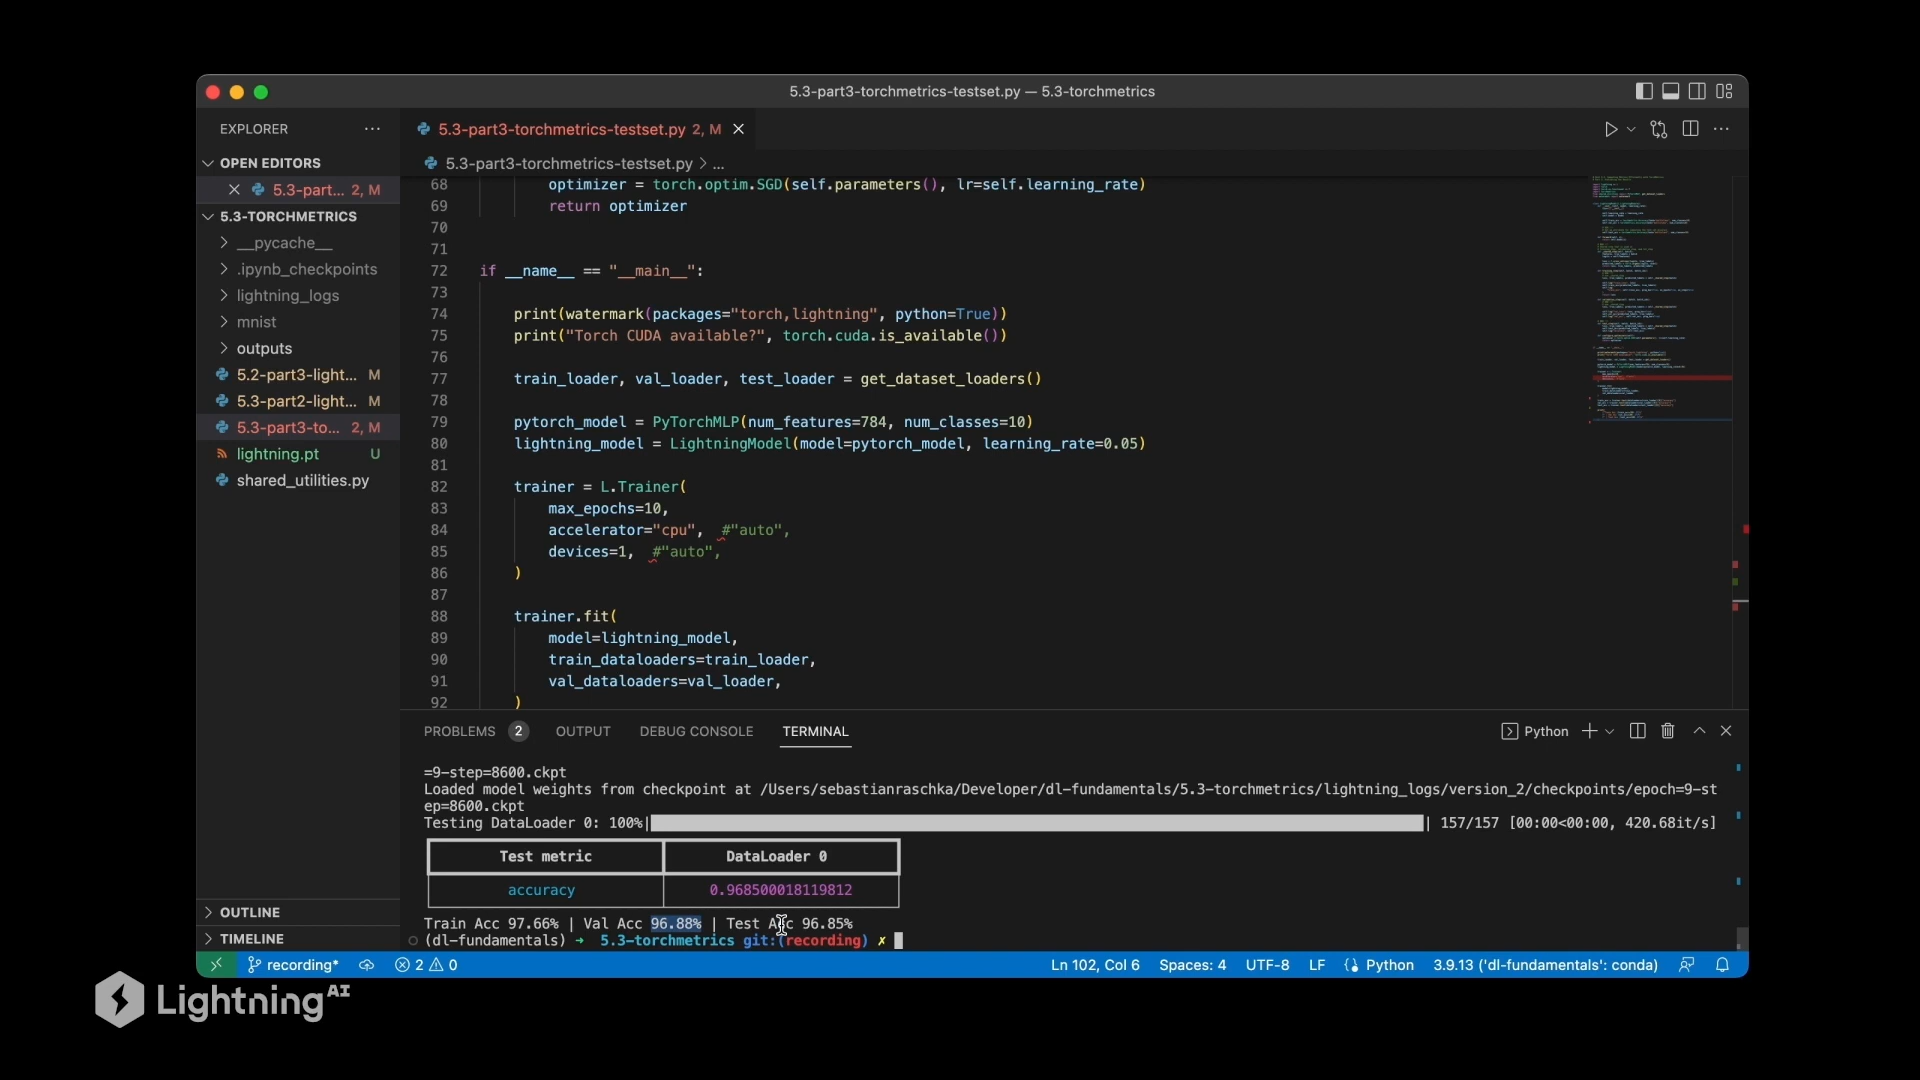 5.3-part3-torchmetrics-testset.py — 5.3-torchmetrics
EXPLORER
OPEN EDITORS
5.3-part... 2, M
5.3-TORCHMETRICS
__pycache__
.ipynb_checkpoints
lightning_logs
mnist
outputs
5.2-part3-light... M
5.3-part2-light... M
5.3-part3-to... 2, M
lightning.pt U
shared_utilities.py
OUTLINE
TIMELINE
5.3-part3-torchmetrics-testset.py 2, M
5.3-part3-torchmetrics-testset.py > ...
68 optimizer = torch.optim.SGD(self.parameters(), lr=self.learning_rate)
69 return optimizer
70
71
72 if __name__ == "__main__":
73
74 print(watermark(packages="torch,lightning", python=True))
75 print("Torch CUDA available?", torch.cuda.is_available())
76
77 train_loader, val_loader, test_loader = get_dataset_loaders()
78
79 pytorch_model = PyTorchMLP(num_features=784, num_classes=10)
80 lightning_model = LightningModel(model=pytorch_model, learning_rate=0.05)
81
82 trainer = L.Trainer(
83 max_epochs=10,
84 accelerator="cpu", #"auto",
85 devices=1, #"auto",
86 )
87
88 trainer.fit(
89 model=lightning_model,
90 train_dataloaders=train_loader,
91 val_dataloaders=val_loader,
92 )
PROBLEMS 2 OUTPUT DEBUG CONSOLE TERMINAL Python
=9-step=8600.ckpt
Loaded model weights from checkpoint at /Users/sebastianraschka/Developer/dl-fundamentals/5.3-torchmetrics/lightning_logs/version_2/checkpoints/epoch=9-st
ep=8600.ckpt
Testing DataLoader 0: 100%| | 157/157 [00:00<00:00, 420.68it/s]
Test metric DataLoader 0
accuracy 0.968500018119812
Train Acc 97.66% | Val Acc 96.88% | Test Acc 96.85%
(dl-fundamentals) → 5.3-torchmetrics git:(recording) ✗
recording* 2 0 Ln 102, Col 6 Spaces: 4 UTF-8 LF Python 3.9.13 ('dl-fundamentals': conda)
Lightning AI